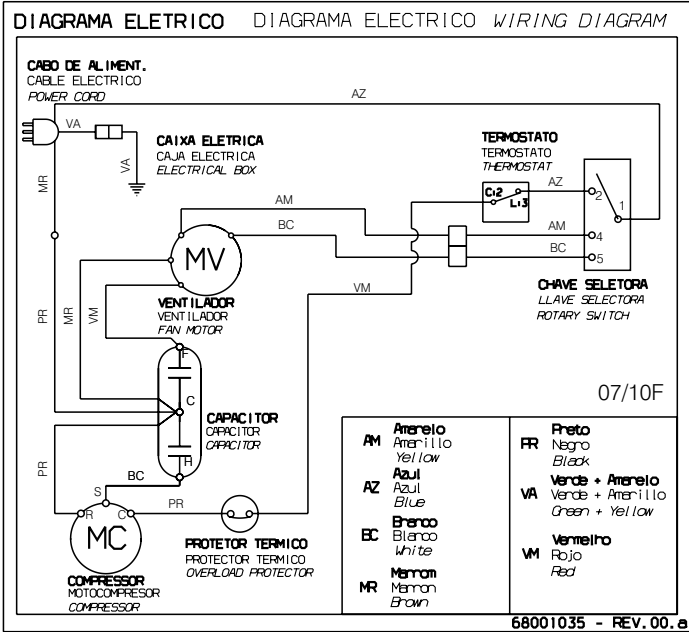 DIAGRAMA ELETRICO DIAGRAMA ELECTRICO WIRING DIAGRAM
CABO DE ALIMENT.
CABLE ELECTRICO
POWER CORD
AZ
VA
VA
MR
CAIXA ELETRICA
CAJA ELECTRICA
ELECTRICAL BOX
TERMOSTATO
TERMOSTATO
THERMOSTAT
C:2
L:3
AZ
2
1
AM
AM
4
BC
BC
5
MV
VENTILADOR
VENTILADOR
FAN MOTOR
VM
CHAVE SELETORA
LLAVE SELECTORA
ROTARY SWITCH
PR
MR
VM
F
C
H
CAPACITOR
CAPACITOR
CAPACITOR
07/10F
PR
BC
S
R
C
PR
MC
COMPRESSOR
MOTOCOMPRESOR
COMPRESSOR
PROTETOR TERMICO
PROTECTOR TERMICO
OVERLOAD PROTECTOR
AM
Amarelo
Amarillo
Yellow
AZ
Azul
Azul
Blue
BC
Branco
Blanco
White
MR
Marrom
Marron
Brown
PR
Preto
Negro
Black
VA
Verde + Amarelo
Verde + Amarillo
Green + Yellow
VM
Vermelho
Rojo
Red
68001035 - REV.00.a